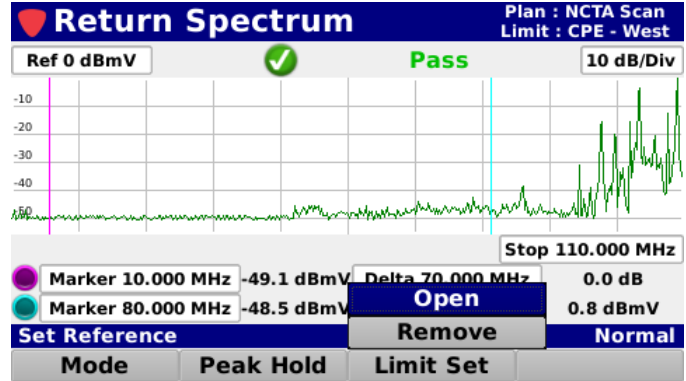 Return Spectrum
Plan : NCTA Scan
Limit : CPE - West
Ref 0 dBmV
Pass
10 dB/Div
-10
-20
-30
-40
-50
Stop 110.000 MHz
Marker 10.000 MHz -49.1 dBmV Delta 70.000 MHz 0.0 dB
Marker 80.000 MHz -48.5 dBmV 0.8 dBmV
Open
Remove
Set Reference Normal
Mode Peak Hold Limit Set